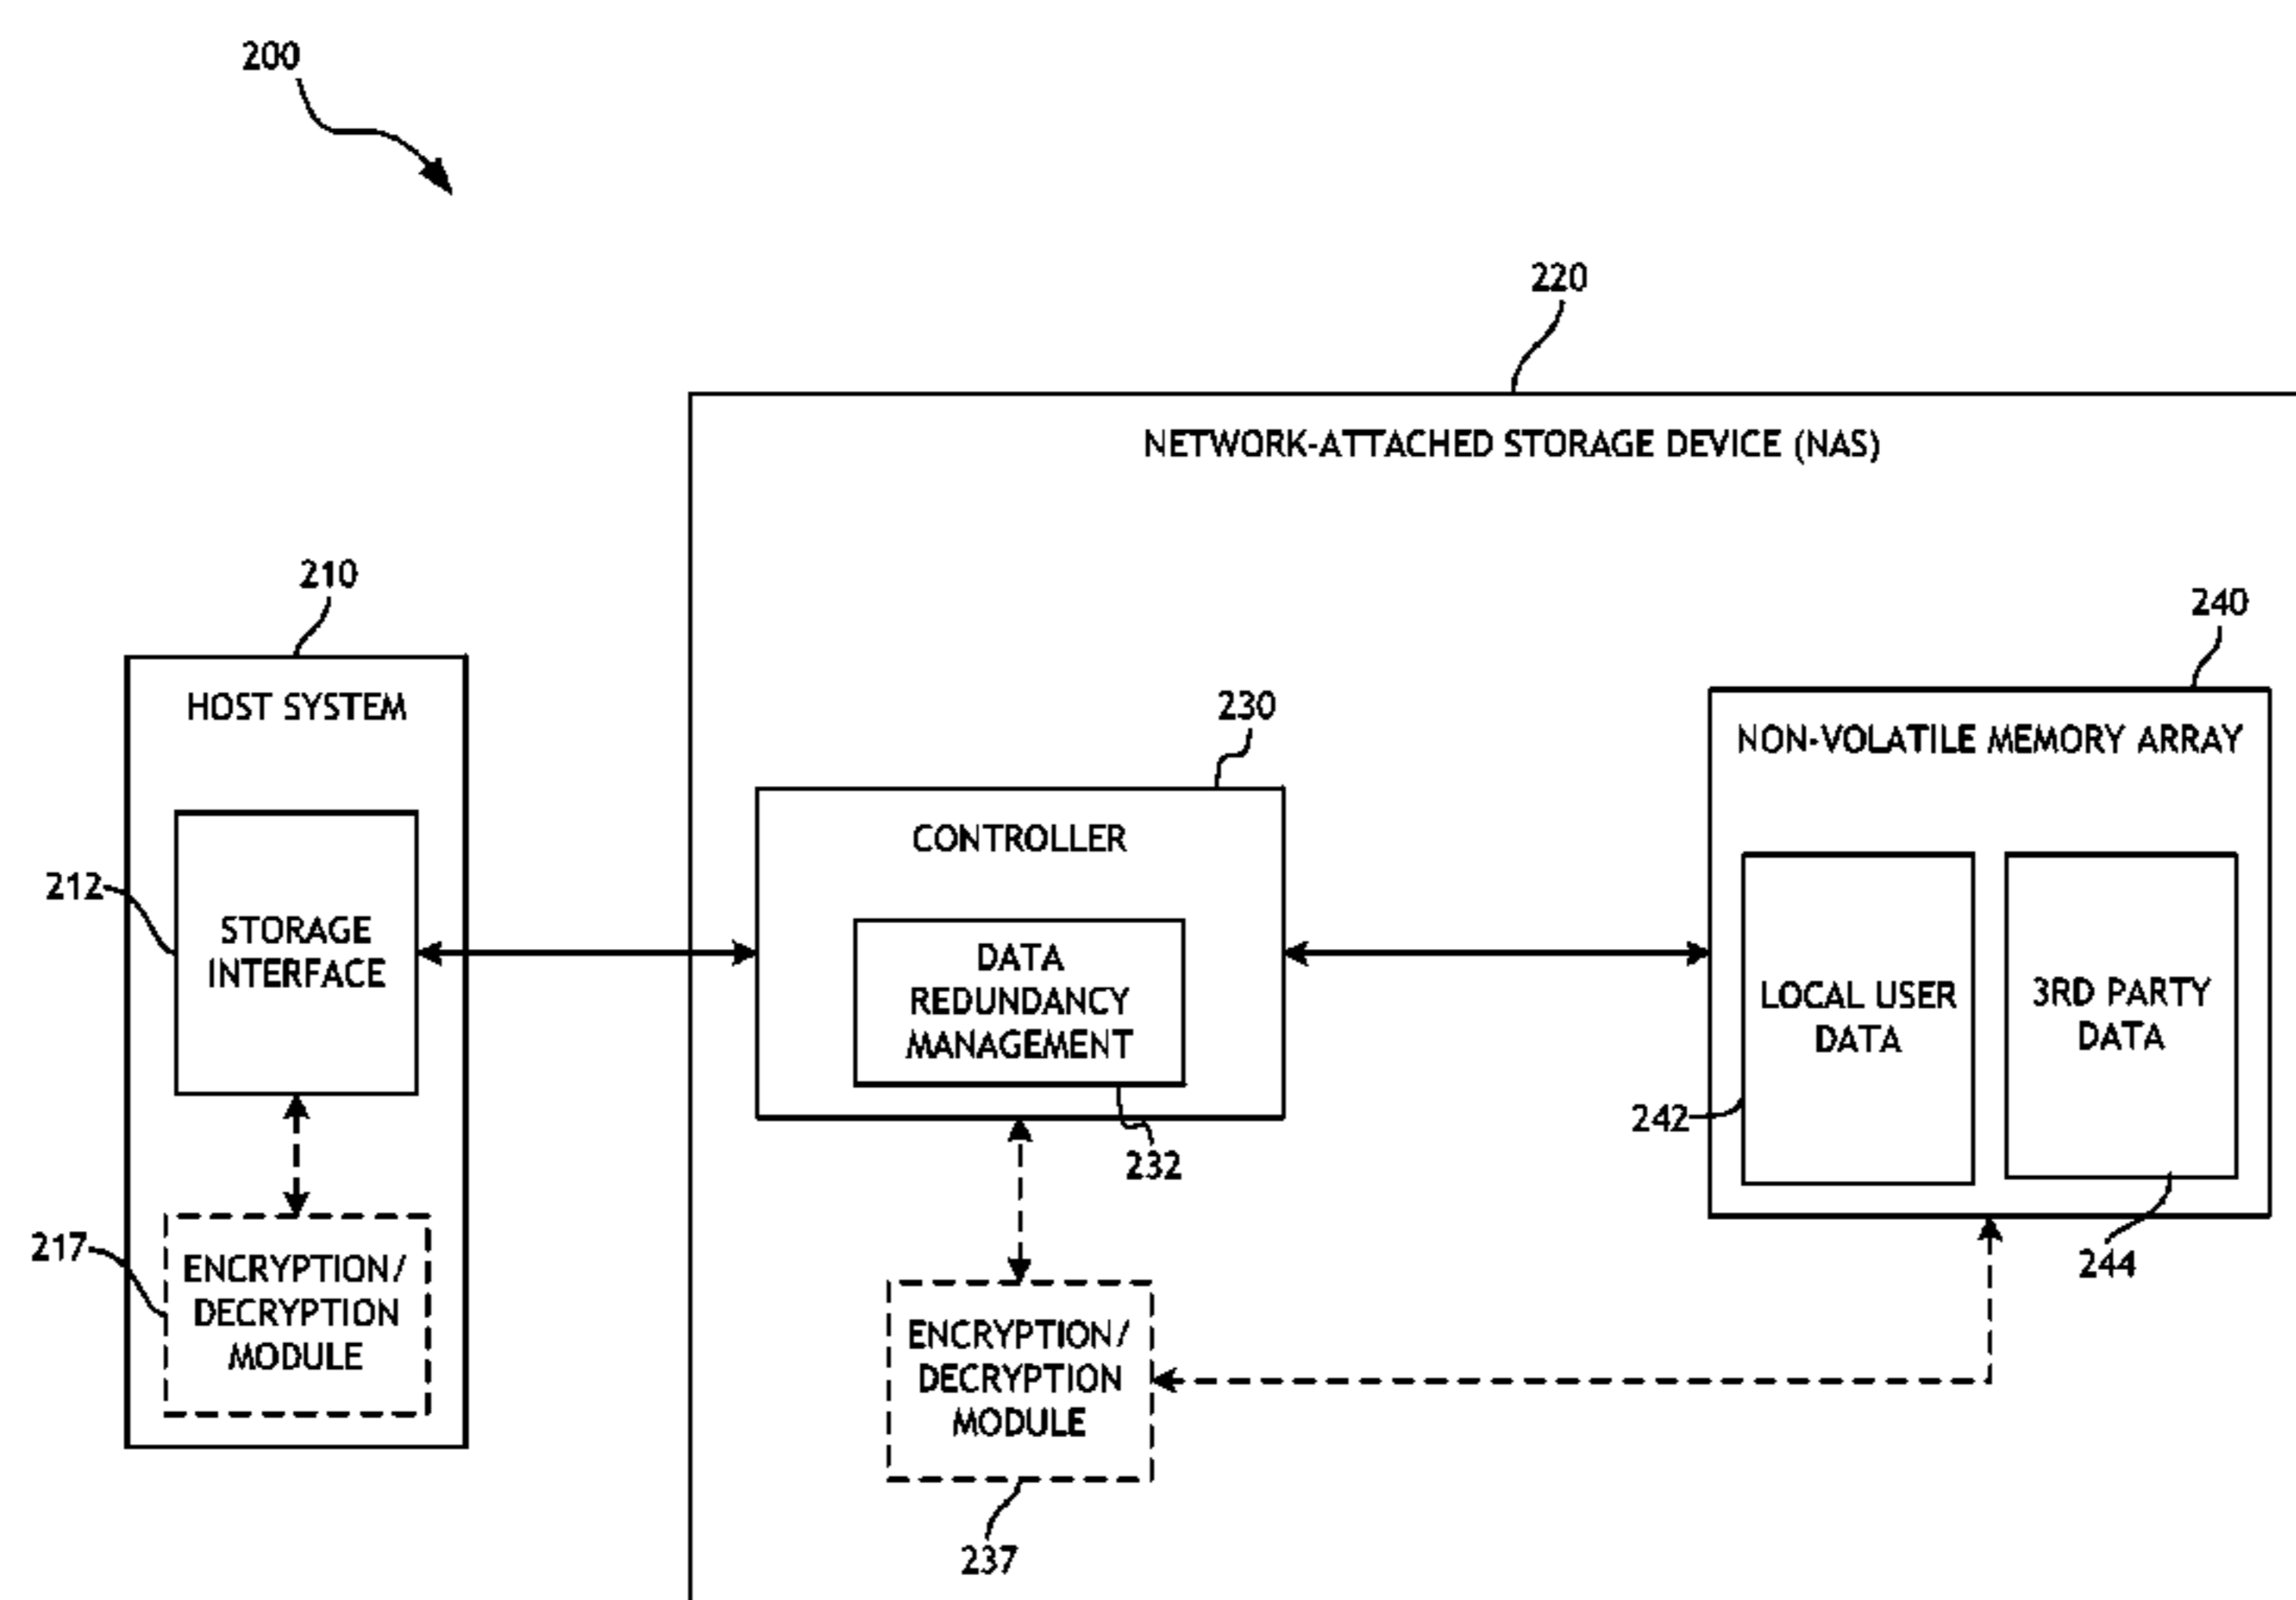 200
220
NETWORK-ATTACHED STORAGE DEVICE (NAS)
210
HOST SYSTEM
212
STORAGE
INTERFACE
217
ENCRYPTION/
DECRYPTION
MODULE
230
CONTROLLER
DATA
REDUNDANCY
MANAGEMENT
232
ENCRYPTION/
DECRYPTION
MODULE
237
240
NON-VOLATILE MEMORY ARRAY
LOCAL USER
DATA
242
3RD PARTY
DATA
244